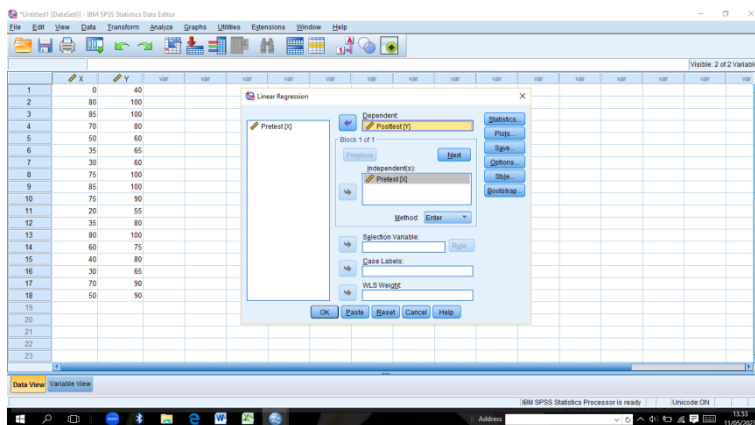 *Untitled1 [DataSet0] - IBM SPSS Statistics Data Editor
File Edit View Data Transform Analyze Graphs Utilities Extensions Window Help
Visible: 2 of 2 Variabl
X Y var var var var var var var var var var var var var var
1 0 40
2 80 100
3 85 100
4 70 80
5 50 60
6 35 65
7 30 60
8 75 100
9 85 100
10 75 90
11 20 55
12 35 80
13 80 100
14 60 75
15 40 80
16 30 65
17 70 90
18 50 90
19
20
21
22
23
Linear Regression
Pretest [X]
Dependent
Posttest [Y]
Block 1 of 1
Previous Next
Independent(s):
Pretest [X]
Method: Enter
Selection Variable:
Rule...
Case Labels:
WLS Weight:
Statistics...
Plots...
Save...
Options...
Style...
Bootstrap...
OK Paste Reset Cancel Help
Data View Variable View
IBM SPSS Statistics Processor is ready Unicode:ON
Address
13.53